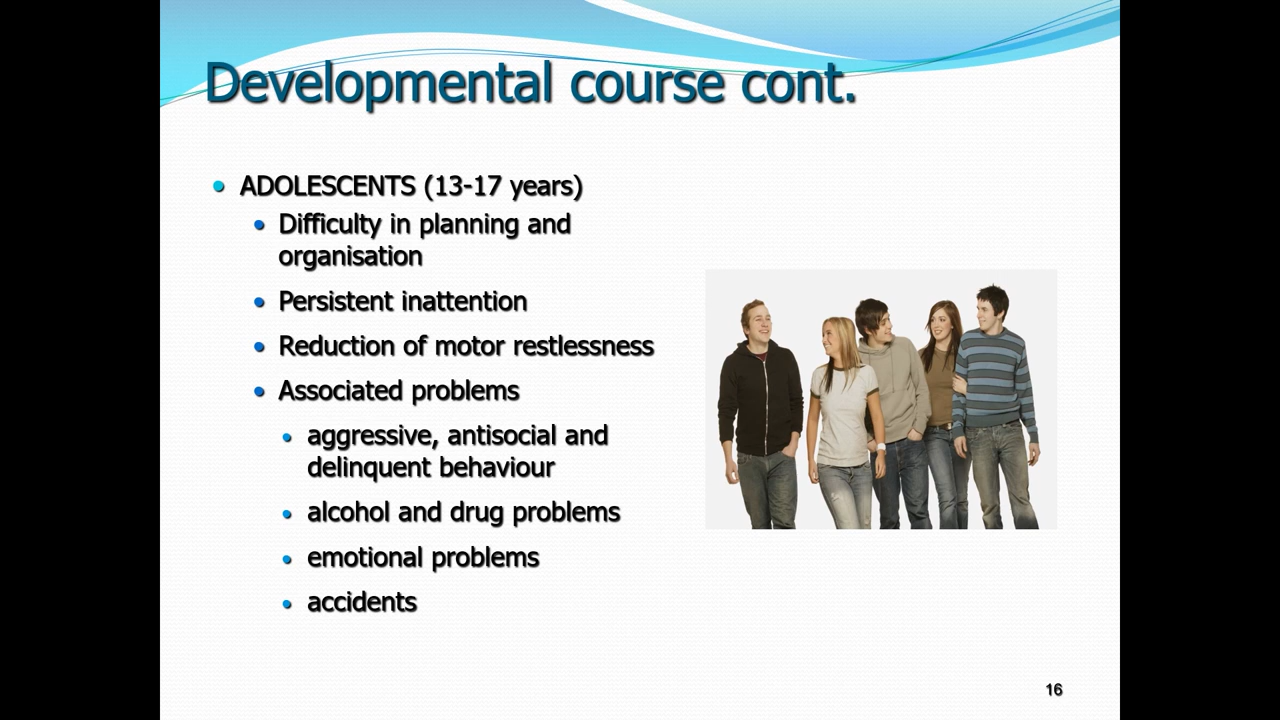 Developmental course cont.
ADOLESCENTS (13-17 years)
Difficulty in planning and
organisation
Persistent inattention
Reduction of motor restlessness
Associated problems
aggressive, antisocial and
delinquent behaviour
alcohol and drug problems
emotional problems
accidents
16